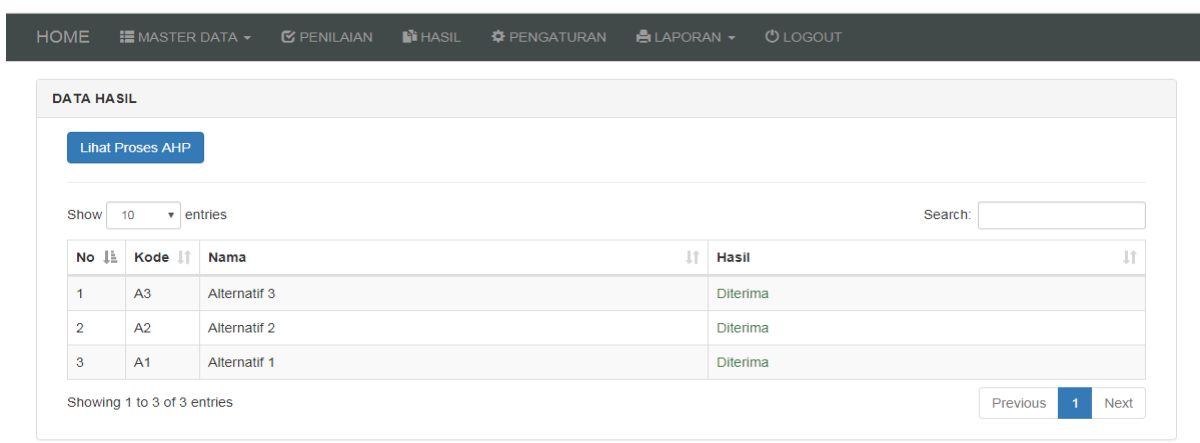 HOME MASTER DATA PENILAIAN HASIL PENGATURAN LAPORAN LOGOUT
DATA HASIL
Lihat Proses AHP
Show 10 entries Search:
No Kode Nama Hasil
1 A3 Alternatif 3 Diterima
2 A2 Alternatif 2 Diterima
3 A1 Alternatif 1 Diterima
Showing 1 to 3 of 3 entries Previous 1 Next